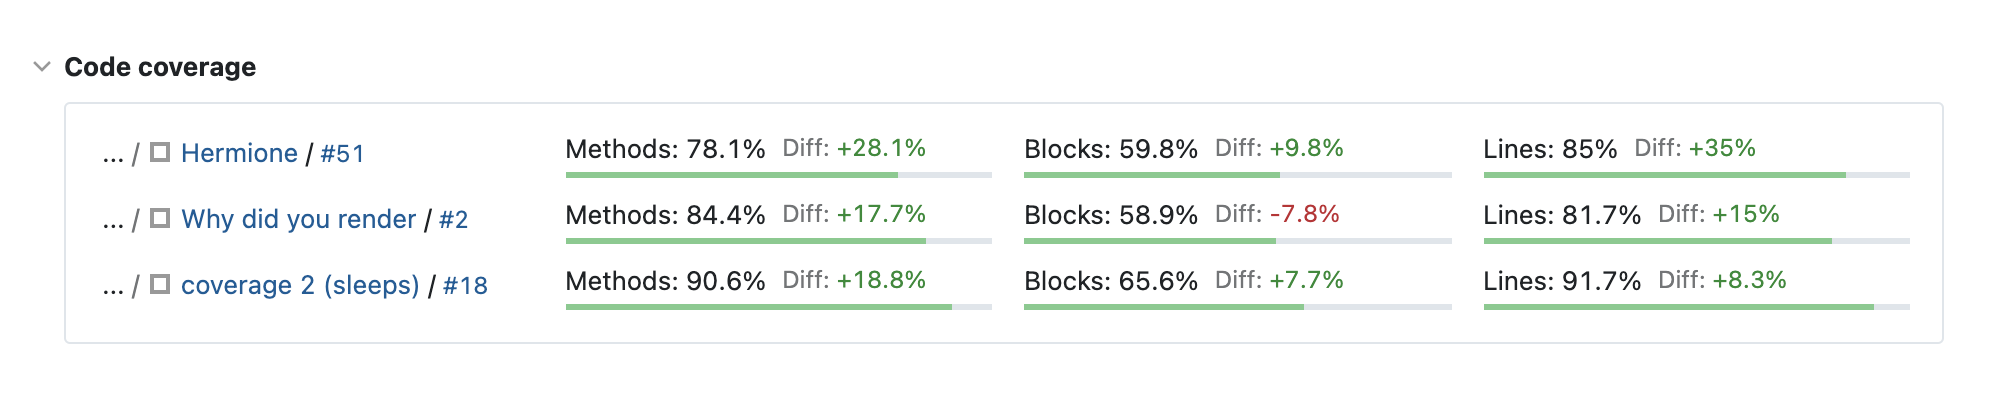 Code coverage
... / Hermione / #51 Methods: 78.1% Diff: +28.1% Blocks: 59.8% Diff: +9.8% Lines: 85% Diff: +35%
... / Why did you render / #2 Methods: 84.4% Diff: +17.7% Blocks: 58.9% Diff: -7.8% Lines: 81.7% Diff: +15%
... / coverage 2 (sleeps) / #18 Methods: 90.6% Diff: +18.8% Blocks: 65.6% Diff: +7.7% Lines: 91.7% Diff: +8.3%